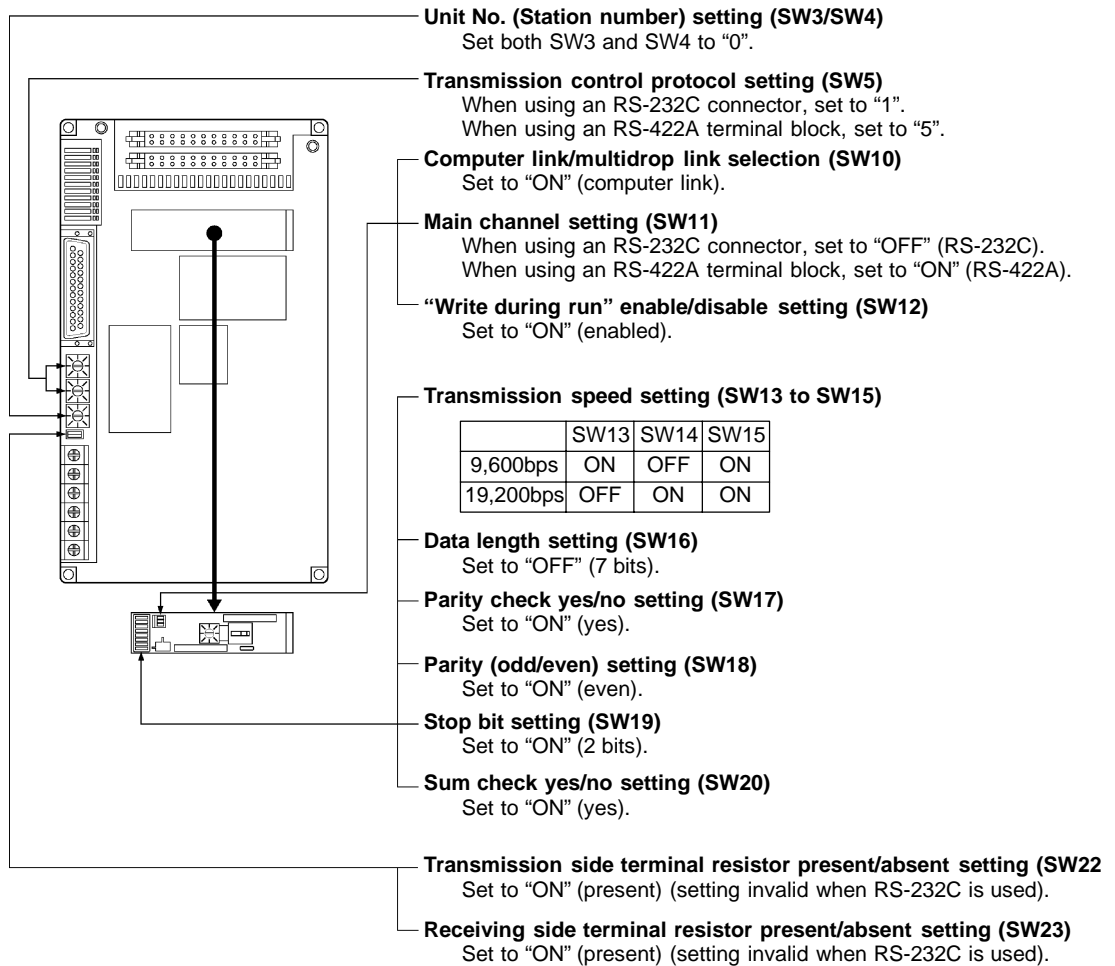 Unit No. (Station number) setting (SW3/SW4)
Set both SW3 and SW4 to “0”.
Transmission control protocol setting (SW5)
When using an RS-232C connector, set to “1”.
When using an RS-422A terminal block, set to “5”.
Computer link/multidrop link selection (SW10)
Set to “ON” (computer link).
Main channel setting (SW11)
When using an RS-232C connector, set to “OFF” (RS-232C).
When using an RS-422A terminal block, set to “ON” (RS-422A).
“Write during run” enable/disable setting (SW12)
Set to “ON” (enabled).
Transmission speed setting (SW13 to SW15)
SW13 SW14 SW15
9,600bps ON OFF ON
19,200bps OFF ON ON
Data length setting (SW16)
Set to “OFF” (7 bits).
Parity check yes/no setting (SW17)
Set to “ON” (yes).
Parity (odd/even) setting (SW18)
Set to “ON” (even).
Stop bit setting (SW19)
Set to “ON” (2 bits).
Sum check yes/no setting (SW20)
Set to “ON” (yes).
Transmission side terminal resistor present/absent setting (SW22
Set to “ON” (present) (setting invalid when RS-232C is used).
Receiving side terminal resistor present/absent setting (SW23)
Set to “ON” (present) (setting invalid when RS-232C is used).